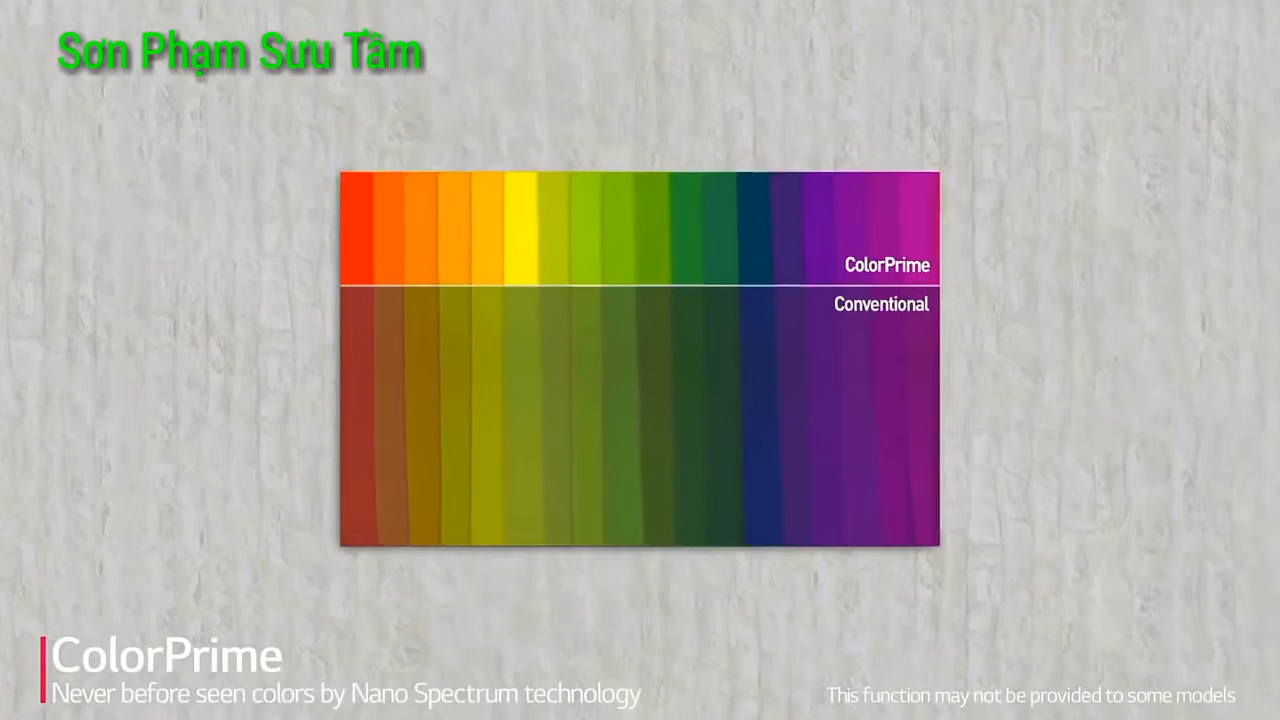 Sơn Phạm Sưu Tầm
ColorPrime
Conventional
ColorPrime
Never before seen colors by Nano Spectrum technology
This function may not be provided to some models